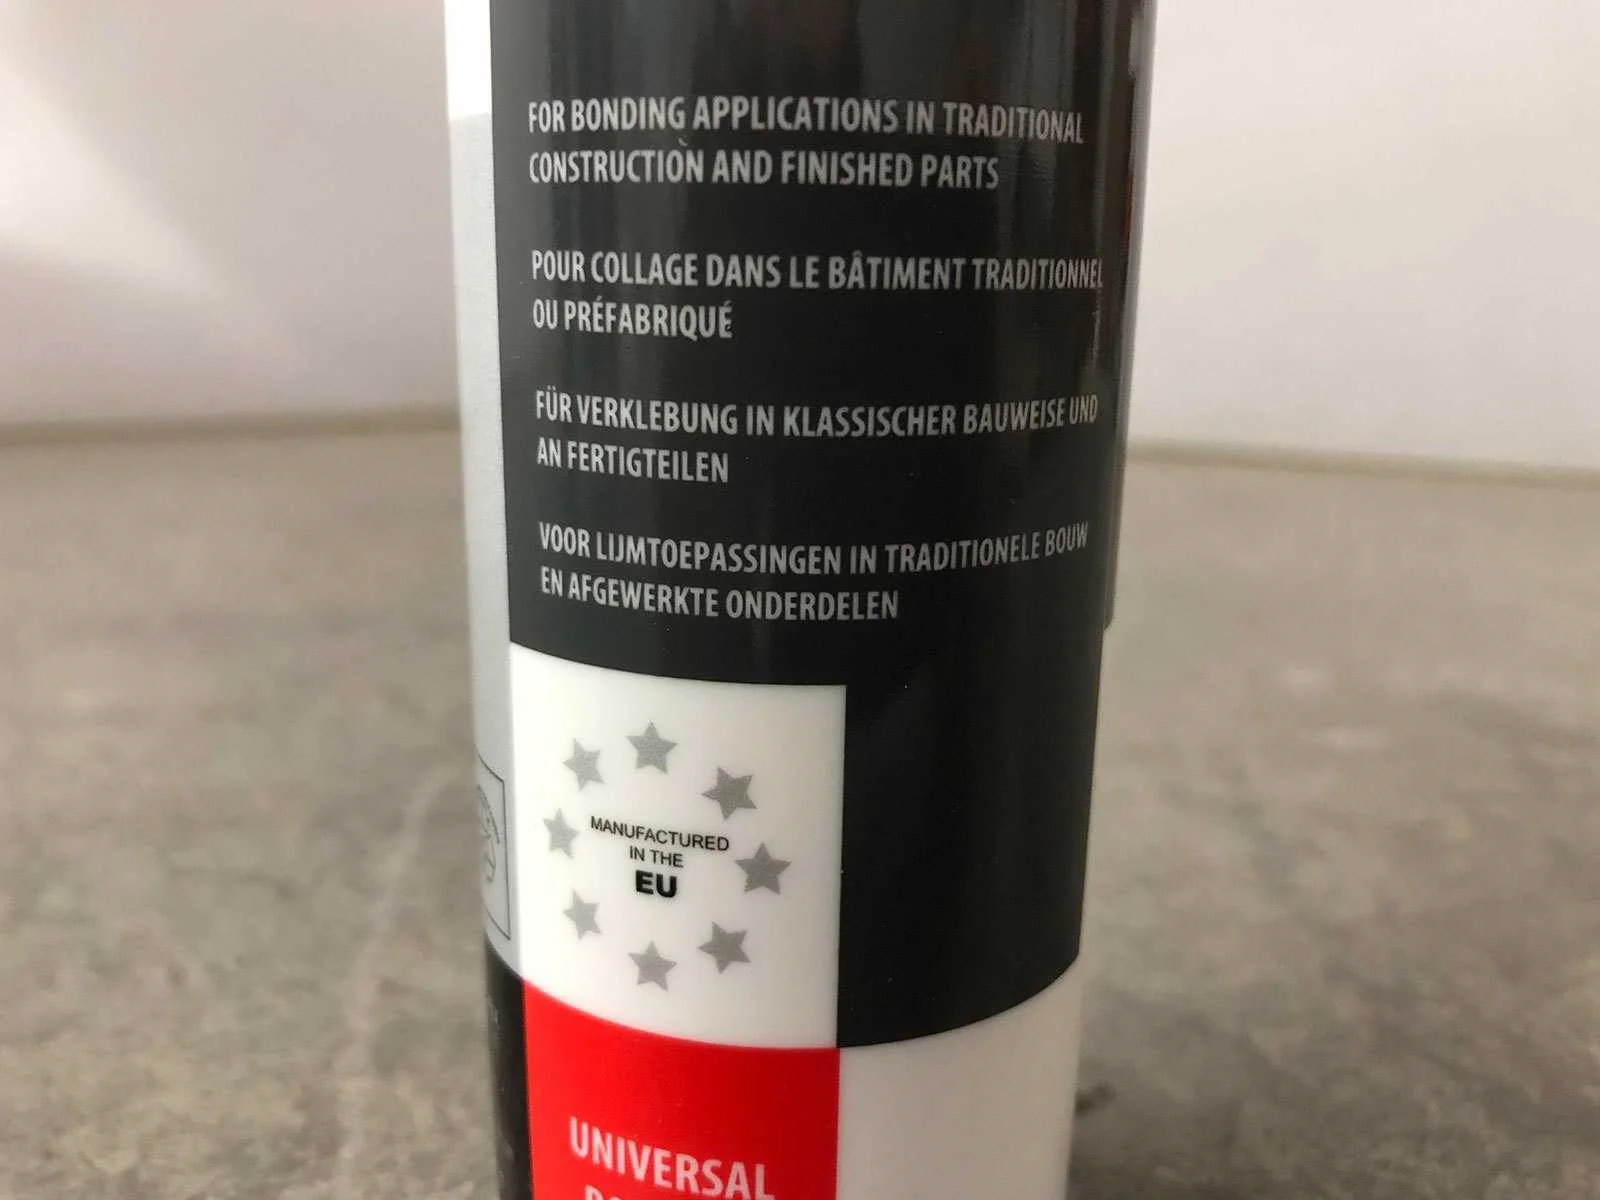 FOR BONDING APPLICATIONS IN TRADITIONAL
CONSTRUCTION AND FINISHED PARTS
POUR COLLAGE DANS LE BÂTIMENT TRADITIONNEL
OU PRÉFABRIQUÉ
FÜR VERKLEBUNG IN KLASSISCHER BAUWEISE UND
AN FERTIGTEILEN
VOOR LIJMTOEPASSINGEN IN TRADITIONELE BOUW
EN AFGEWERKTE ONDERDELEN
MANUFACTURED
IN THE
EU
UNIVERSAL